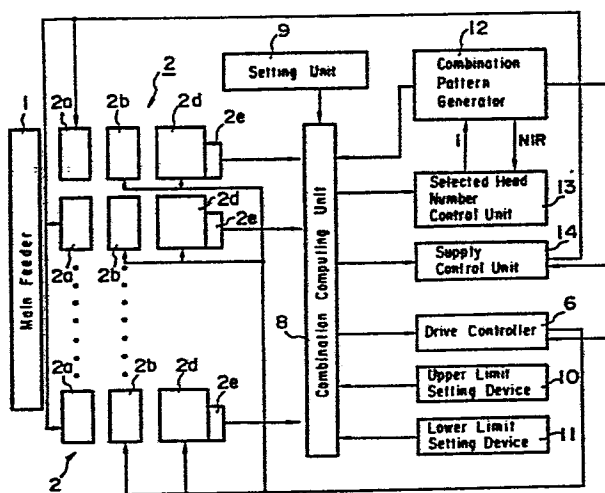 9
12
2
Setting Unit
Combination
Pattern
Generator
1
2a
2b
2d
2e
i
NIR
Selected Head
Number
Control Unit
13
2d
2e
2a
2b
Supply
Control Unit
14
Main Feeder
8
Combination Computing Unit
Drive Controller
6
2a
2b
2d
2e
Upper Limit
Setting Device
10
Lower Limit
Setting Device
11
2